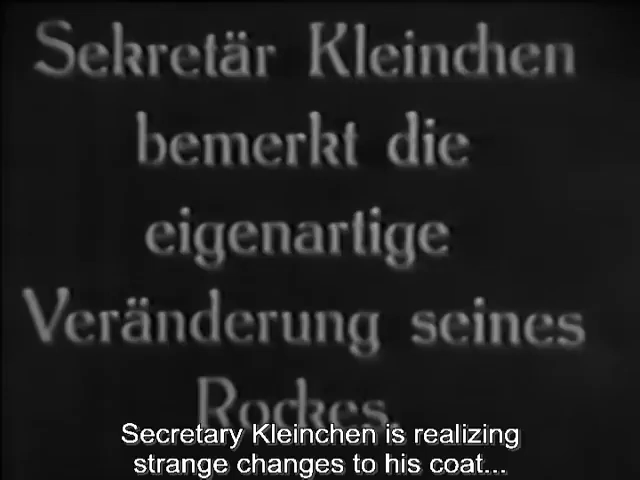 Sekretär Kleinchen
bemerkt die
eigenartige
Veränderung seines
Rockes.
Secretary Kleinchen is realizing
strange changes to his coat...